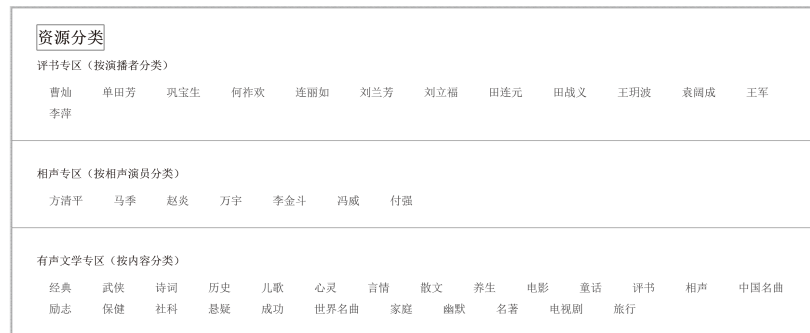 资源分类
评书专区（按演播者分类）
曹灿 单田芳 巩宝生 何祚欢 连丽如 刘兰芳 刘立福 田连元 田战义 王玥波 袁阔成 王军
李萍
相声专区（按相声演员分类）
方清平 马季 赵炎 万宇 李金斗 冯威 付强
有声文学专区（按内容分类）
经典 武侠 诗词 历史 儿歌 心灵 言情 散文 养生 电影 童话 评书 相声 中国名曲
励志 保健 社科 悬疑 成功 世界名曲 家庭 幽默 名著 电视剧 旅行